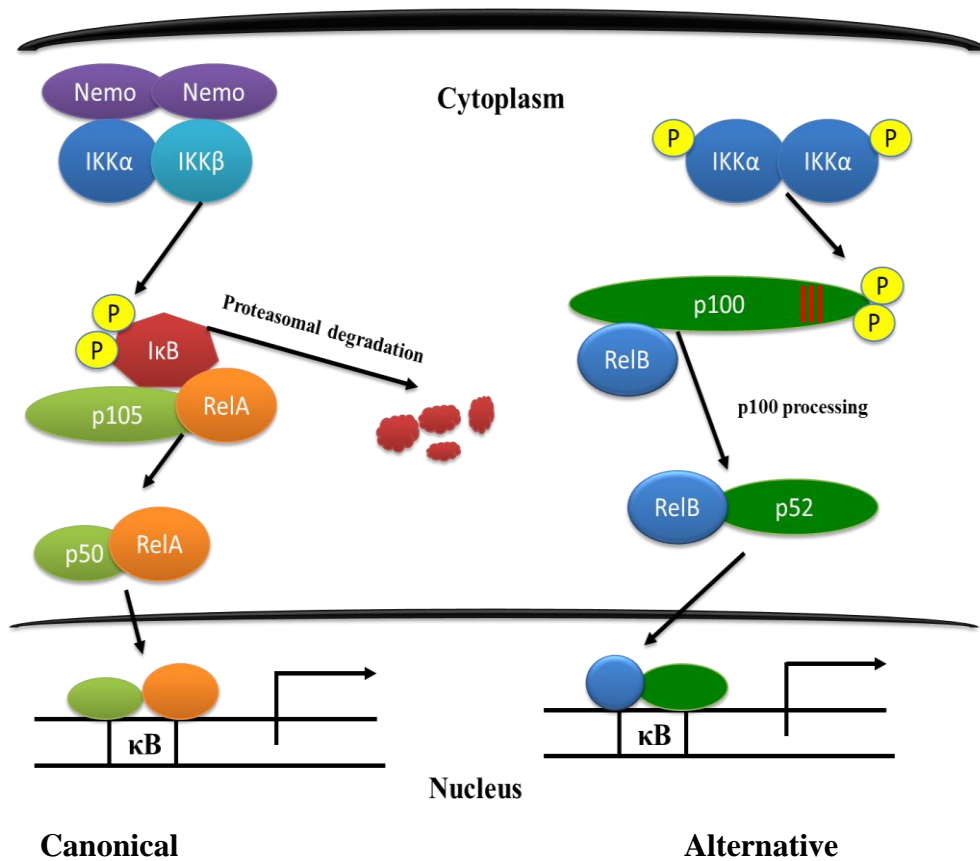 Cytoplasm
Nemo
Nemo
IKKα
IKKβ
P
P
IκB
p105
RelA
Proteasomal degradation
p50
RelA
κB
P
IKKα
IKKα
P
p100
P
P
RelB
p100 processing
RelB
p52
κB
Nucleus
Canonical
Alternative